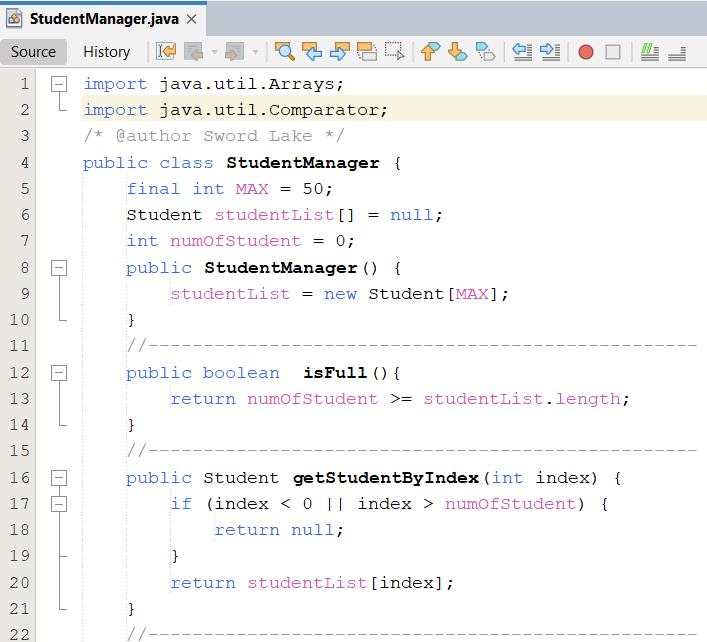 StudentManager.java
Source History
1 import java.util.Arrays;
2 import java.util.Comparator;
3 /* @author Sword Lake */
4 public class StudentManager {
5 final int MAX = 50;
6 Student studentList[] = null;
7 int numOfStudent = 0;
8 public StudentManager() {
9 studentList = new Student[MAX];
10 }
11 //--------------------------------------------------
12 public boolean  isFull(){
13 return numOfStudent >= studentList.length;
14 }
15 //--------------------------------------------------
16 public Student getStudentByIndex(int index) {
17 if (index < 0 || index > numOfStudent) {
18 return null;
19 }
20 return studentList[index];
21 }
22 //--------------------------------------------------